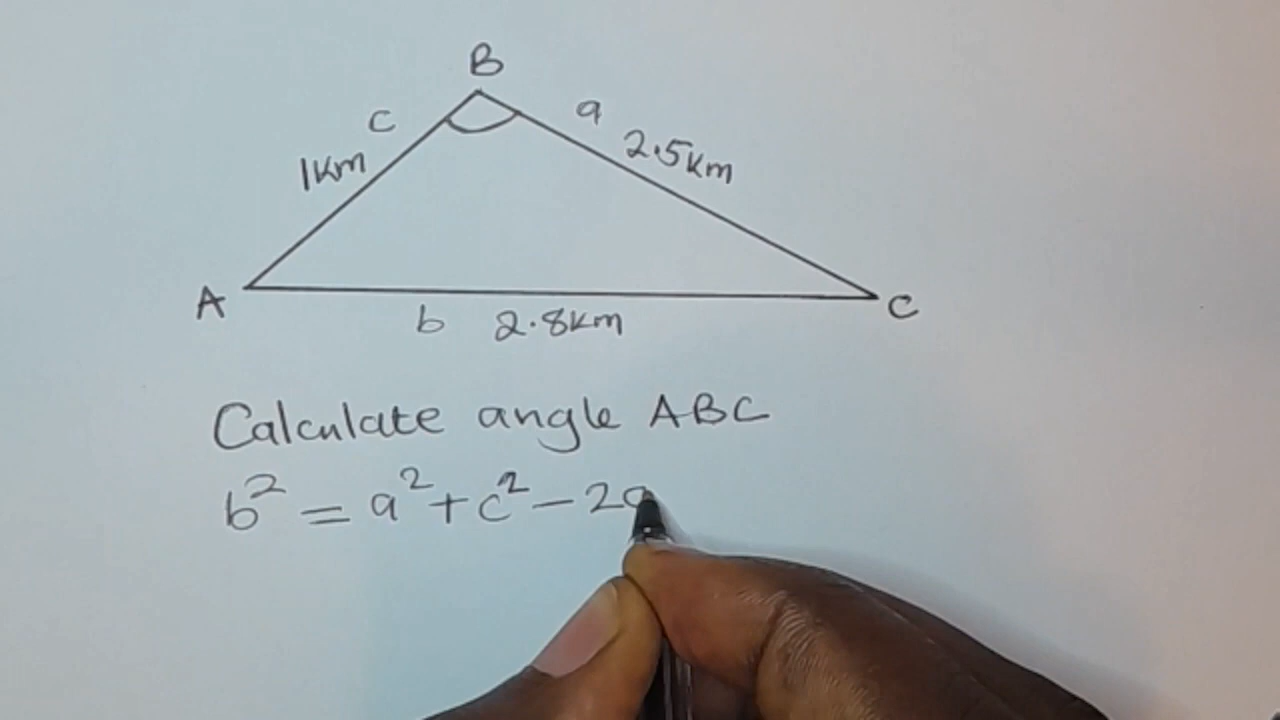 B
c
a
1km
2.5km
A
C
b 2.8km
Calculate angle ABC
b² = a² + c² - 2a